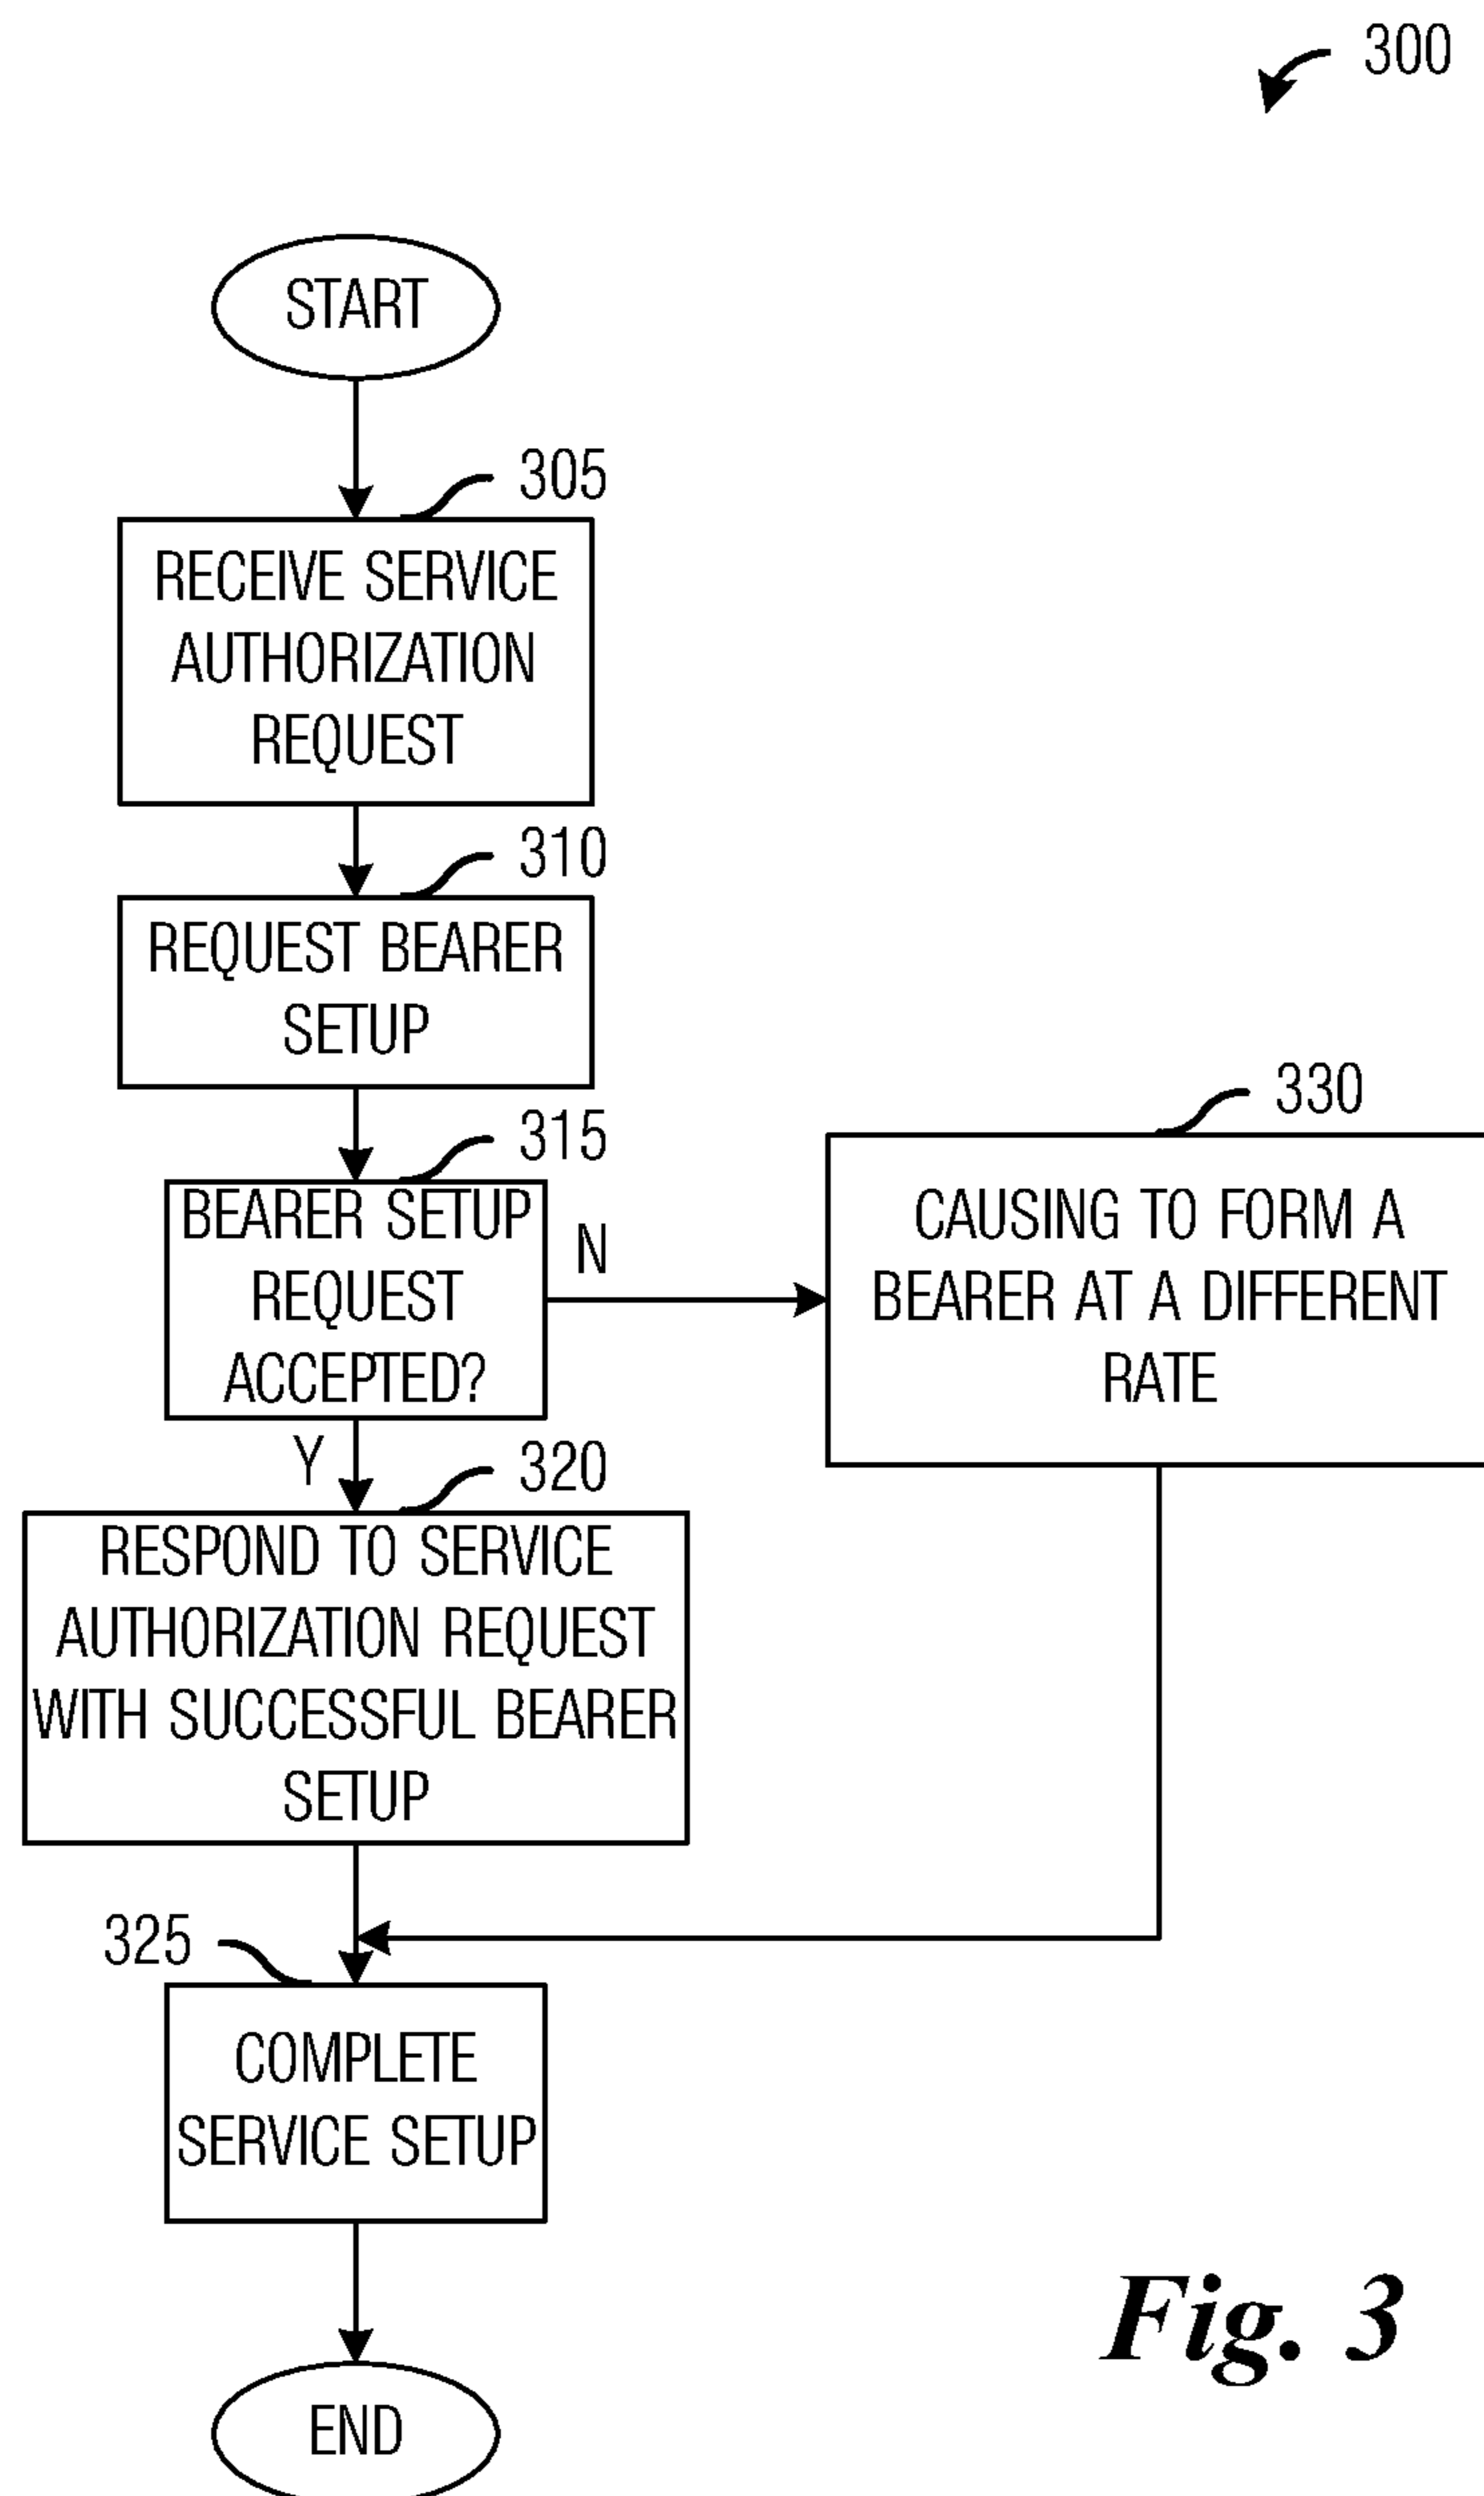 300
START
305
RECEIVE SERVICE
AUTHORIZATION
REQUEST
310
REQUEST BEARER
SETUP
315
BEARER SETUP
REQUEST
ACCEPTED?
N
330
CAUSING TO FORM A
BEARER AT A DIFFERENT
RATE
Y
320
RESPOND TO SERVICE
AUTHORIZATION REQUEST
WITH SUCCESSFUL BEARER
SETUP
325
COMPLETE
SERVICE SETUP
END
Fig. 3